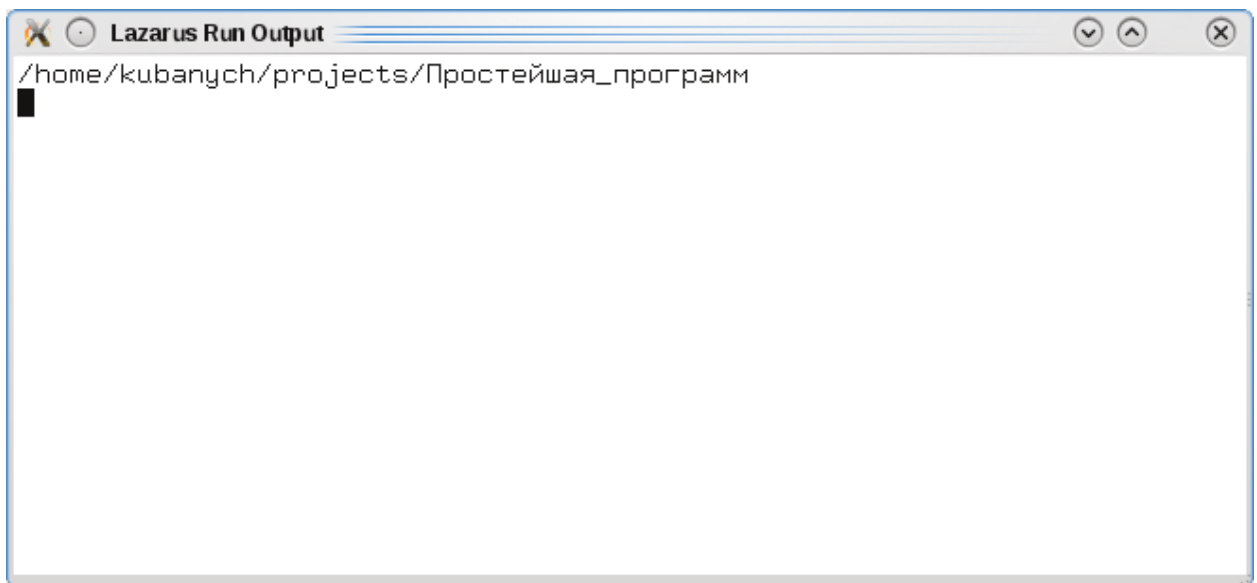 Lazarus Run Output
/home/kubanych/projects/Простейшая_программ